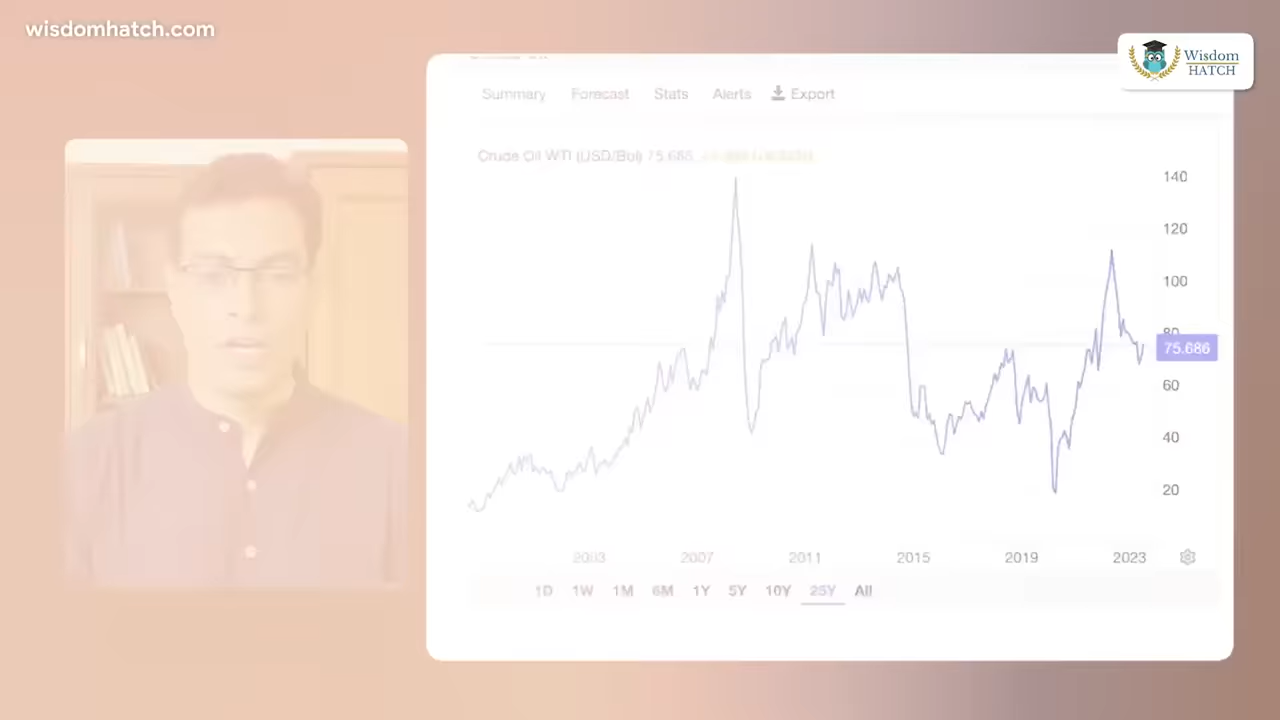 wisdomhatch.com
Wisdom
HATCH
Summary Forecast Stats Alerts Export
Crude Oil WTI (USD/Bbl) 75.685
140
120
100
80
75.686
60
40
20
2003 2007 2011 2015 2019 2023
1D 1W 1M 6M 1Y 5Y 10Y 25Y All